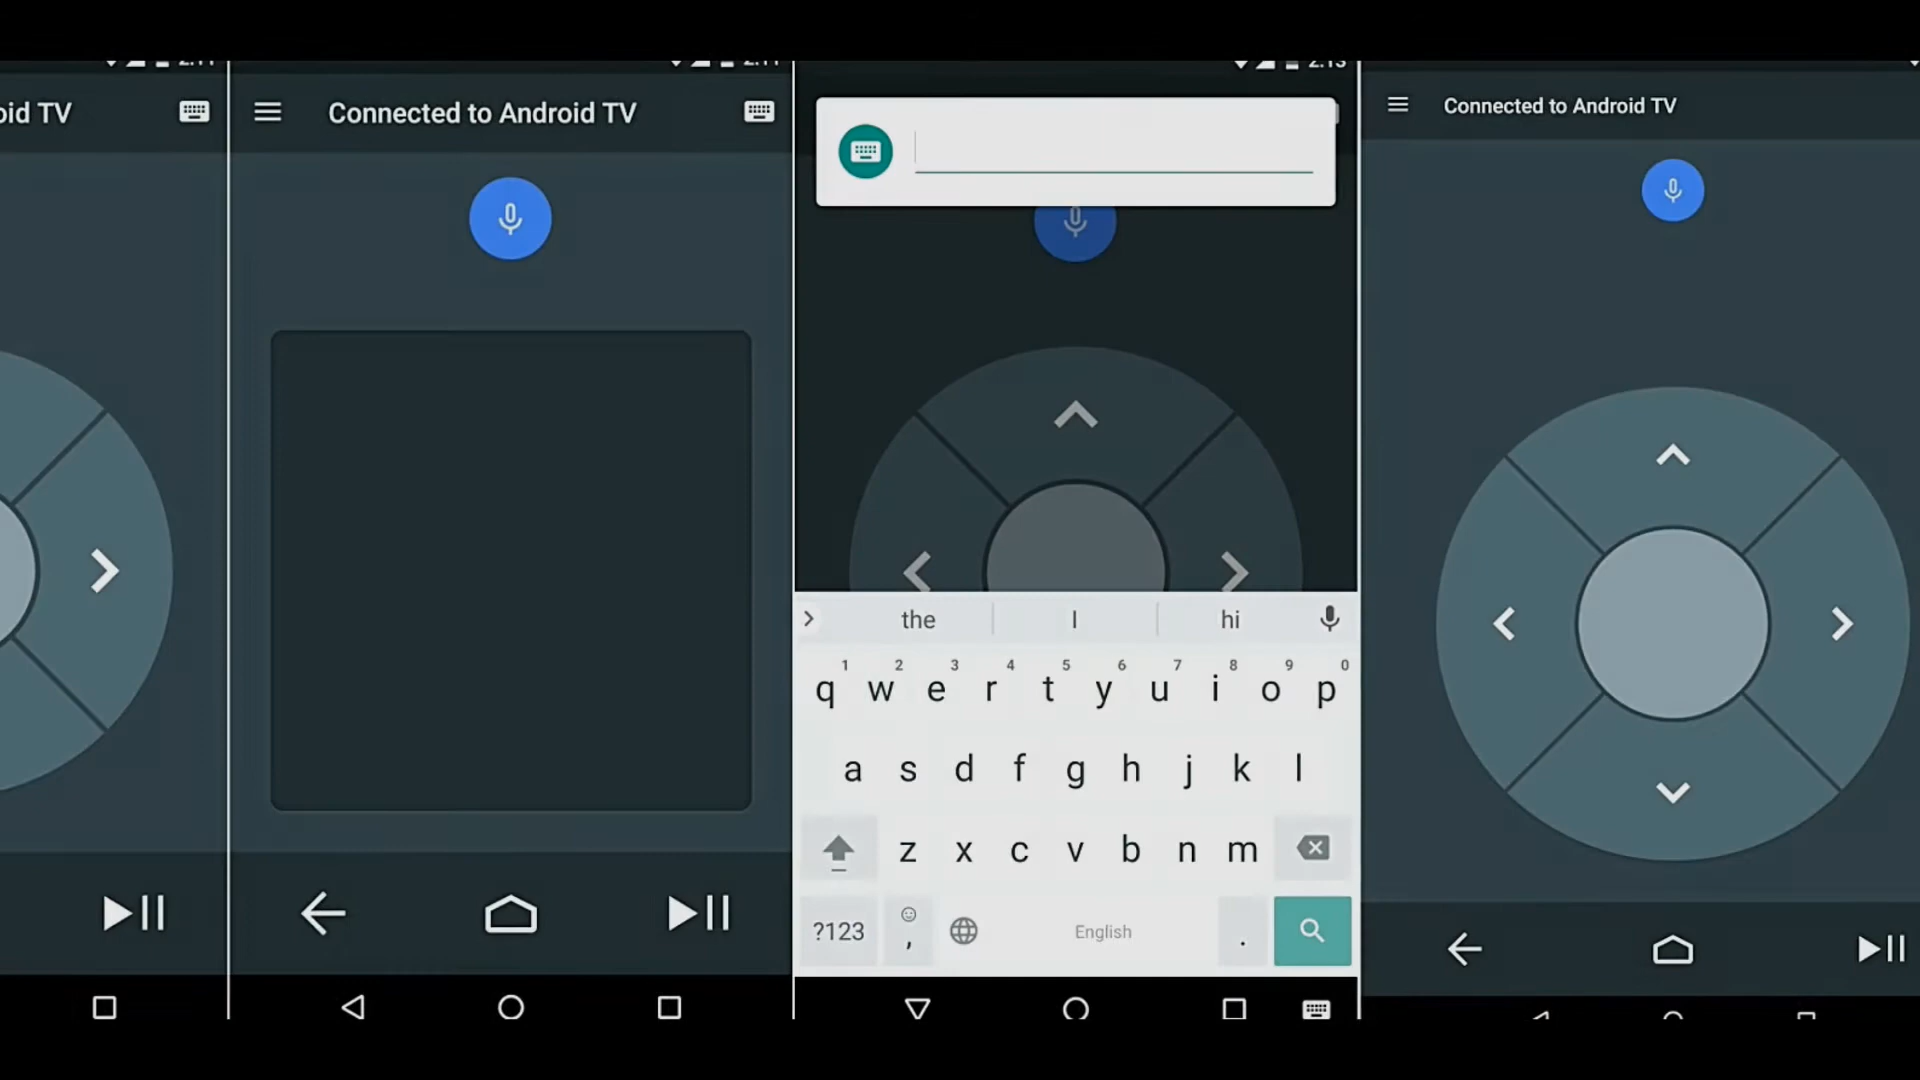 oid TV
Connected to Android TV
Connected to Android TV
the I hi
1 2 3 4 5 6 7 8 9 0
q w e r t y u i o p
a s d f g h j k l
z x c v b n m
?123 , English .